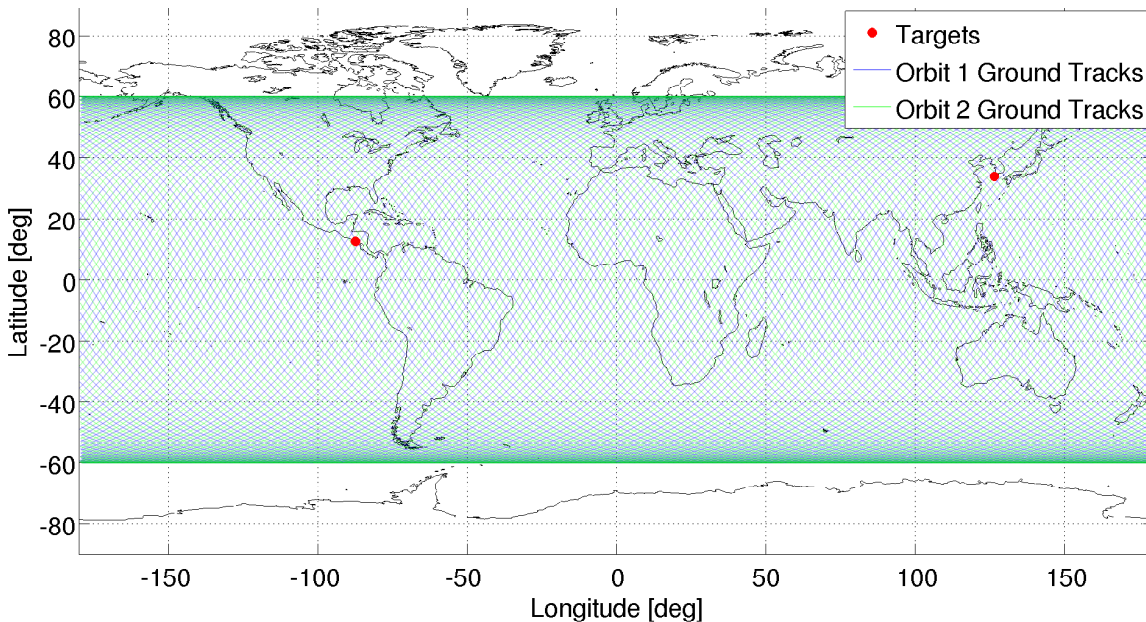 Targets
Orbit 1 Ground Tracks
Orbit 2 Ground Tracks
80
60
40
20
0
-20
-40
-60
-80
Latitude [deg]
-150 -100 -50 0 50 100 150
Longitude [deg]